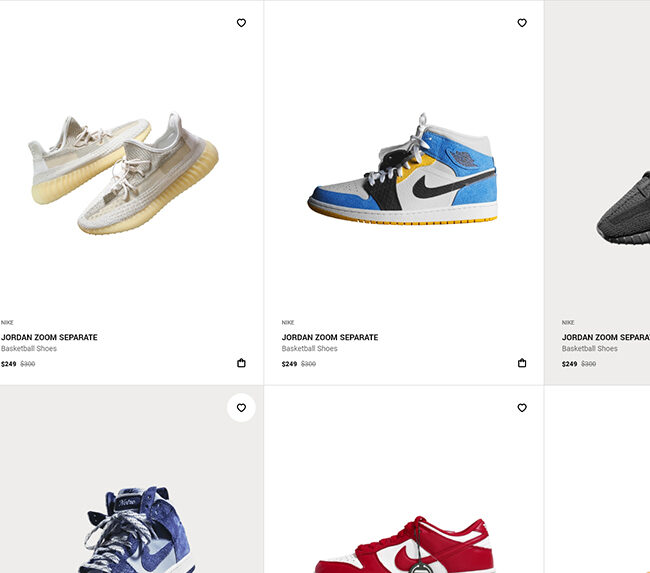 NIKE
JORDAN ZOOM SEPARATE
Basketball Shoes
$249 $300
NIKE
JORDAN ZOOM SEPARATE
Basketball Shoes
$249 $300
NIKE
JORDAN ZOOM SEPARA
Basketball Shoes
$249 $300